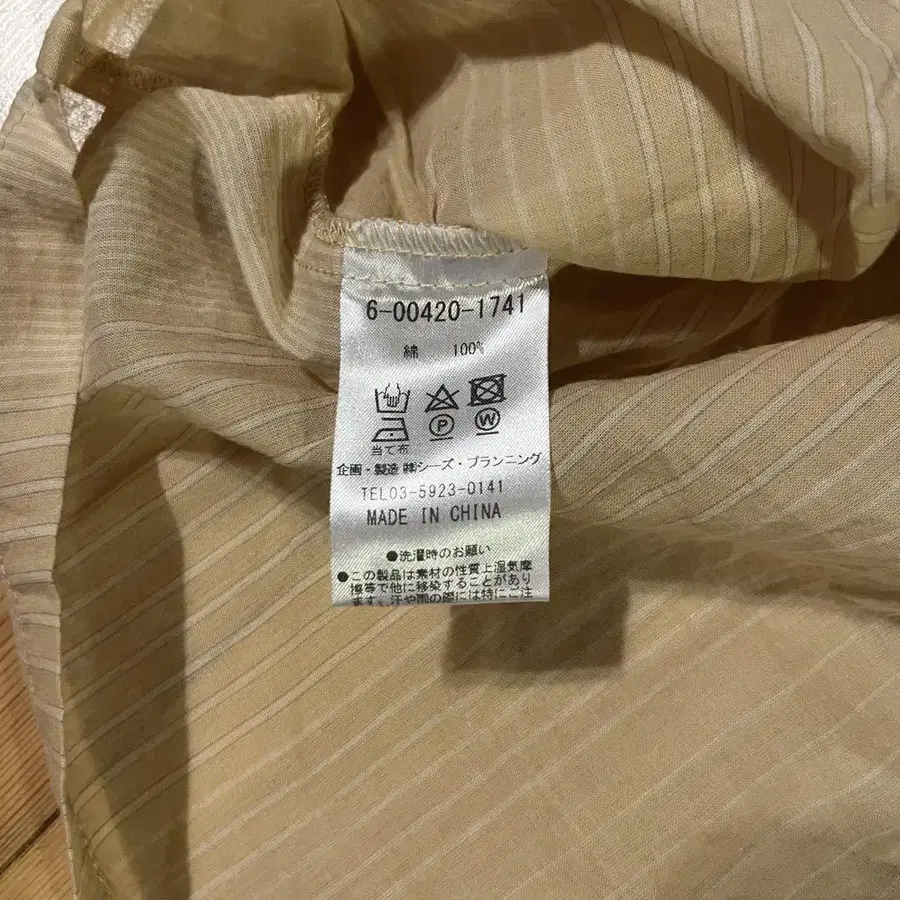 6-00420-1741
綿 100%
P W
当て布
企画・製造 ㈱シーズ・プランニング
TEL03-5923-0141
MADE IN CHINA
●洗濯時のお願い
●この製品は素材の性質上湿気摩
擦等で他に移染することがあり
ます。汗や雨の際には特にご注